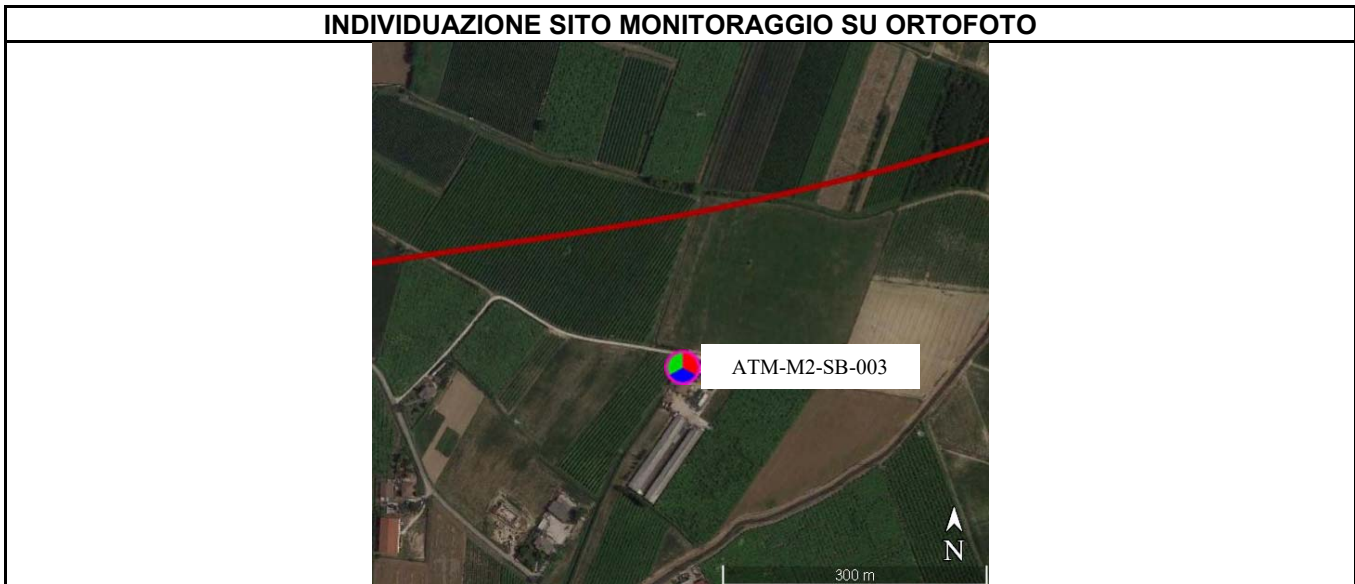 INDIVIDUAZIONE SITO MONITORAGGIO SU ORTOFOTO
ATM-M2-SB-003
N
300 m